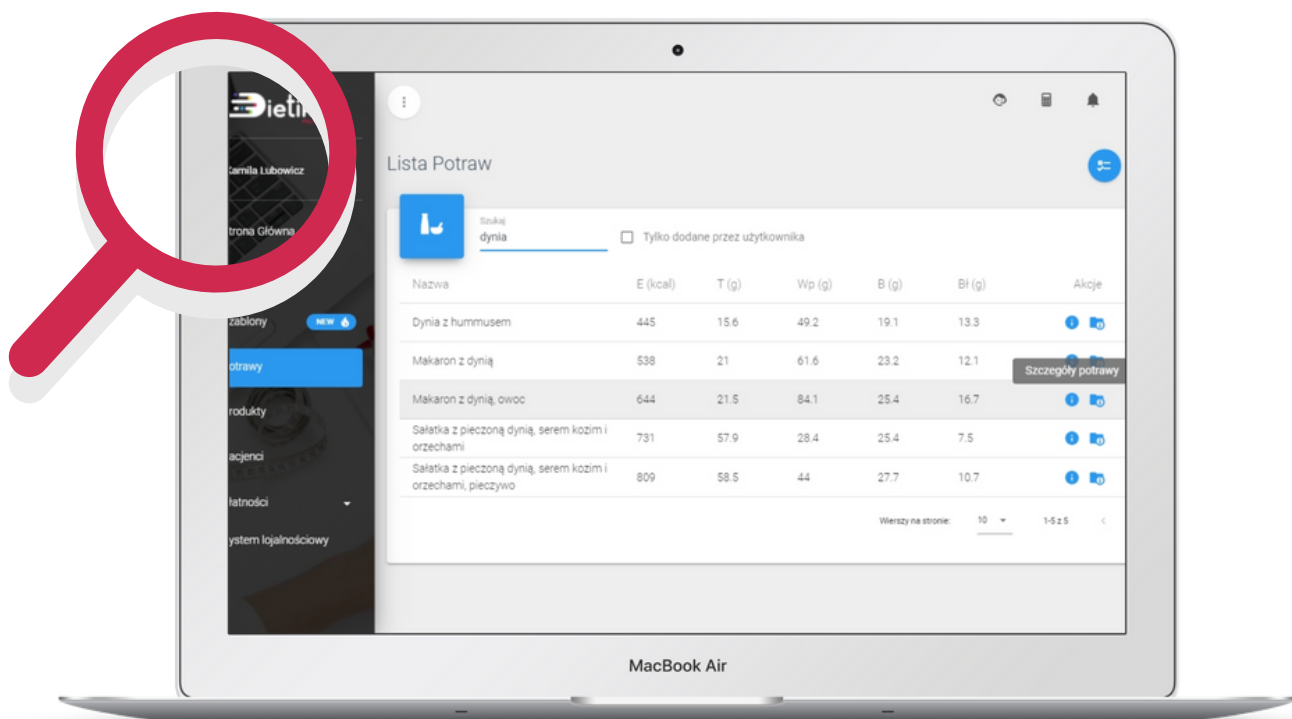 Dietik
Kamila Lubowicz
trona Główna
zablony NEW
otrawy
rodukty
acjenci
łatności
ystem lojalnościowy
Lista Potraw
Szukaj
dynia
Tylko dodane przez użytkownika
Nazwa E (kcal) T (g) Wp (g) B (g) Bł (g) Akcje
Dynia z hummusem 445 15.6 49.2 19.1 13.3
Makaron z dynią 538 21 61.6 23.2 12.1
Szczegóły potrawy
Makaron z dynią, owoc 644 21.5 84.1 25.4 16.7
Sałatka z pieczoną dynią, serem kozim i
orzechami 731 57.9 28.4 25.4 7.5
Sałatka z pieczoną dynią, serem kozim i
orzechami, pieczywo 809 58.5 44 27.7 10.7
Wierszy na stronie: 10 1-5 z 5
MacBook Air